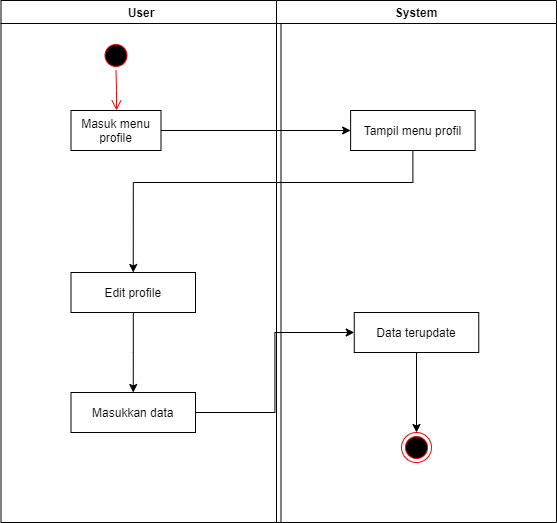 User
System
Masuk menu
profile
Tampil menu profil
Edit profile
Data terupdate
Masukkan data